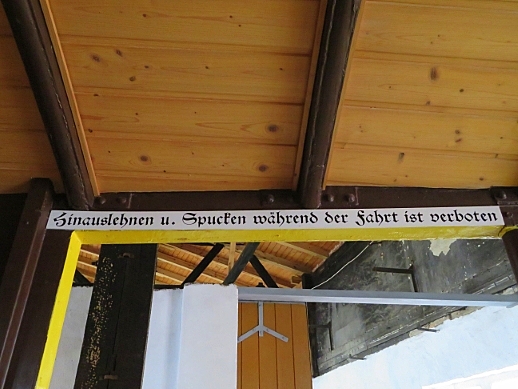 Hinauslehnen u. Spucken während der Fahrt ist verboten